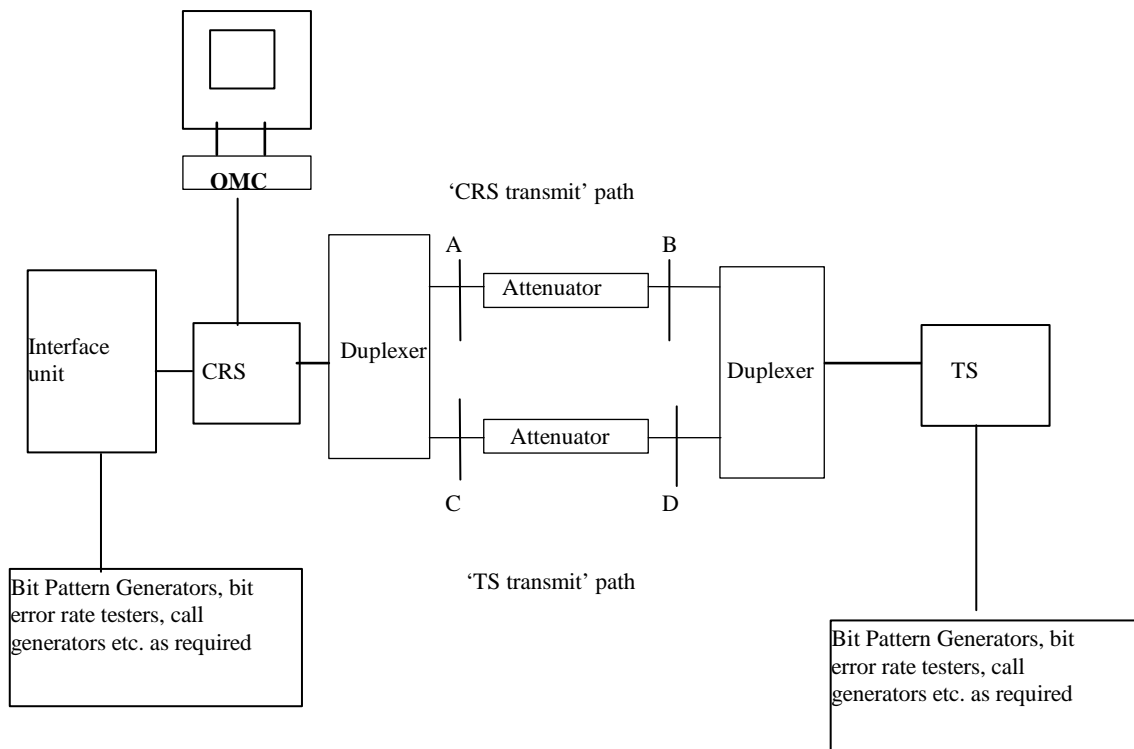 OMC
‘CRS transmit’ path
A
B
Attenuator
Interface
unit
CRS
Duplexer
Duplexer
TS
Attenuator
C
D
‘TS transmit’ path
Bit Pattern Generators, bit
error rate testers, call
generators etc. as required
Bit Pattern Generators, bit
error rate testers, call
generators etc. as required